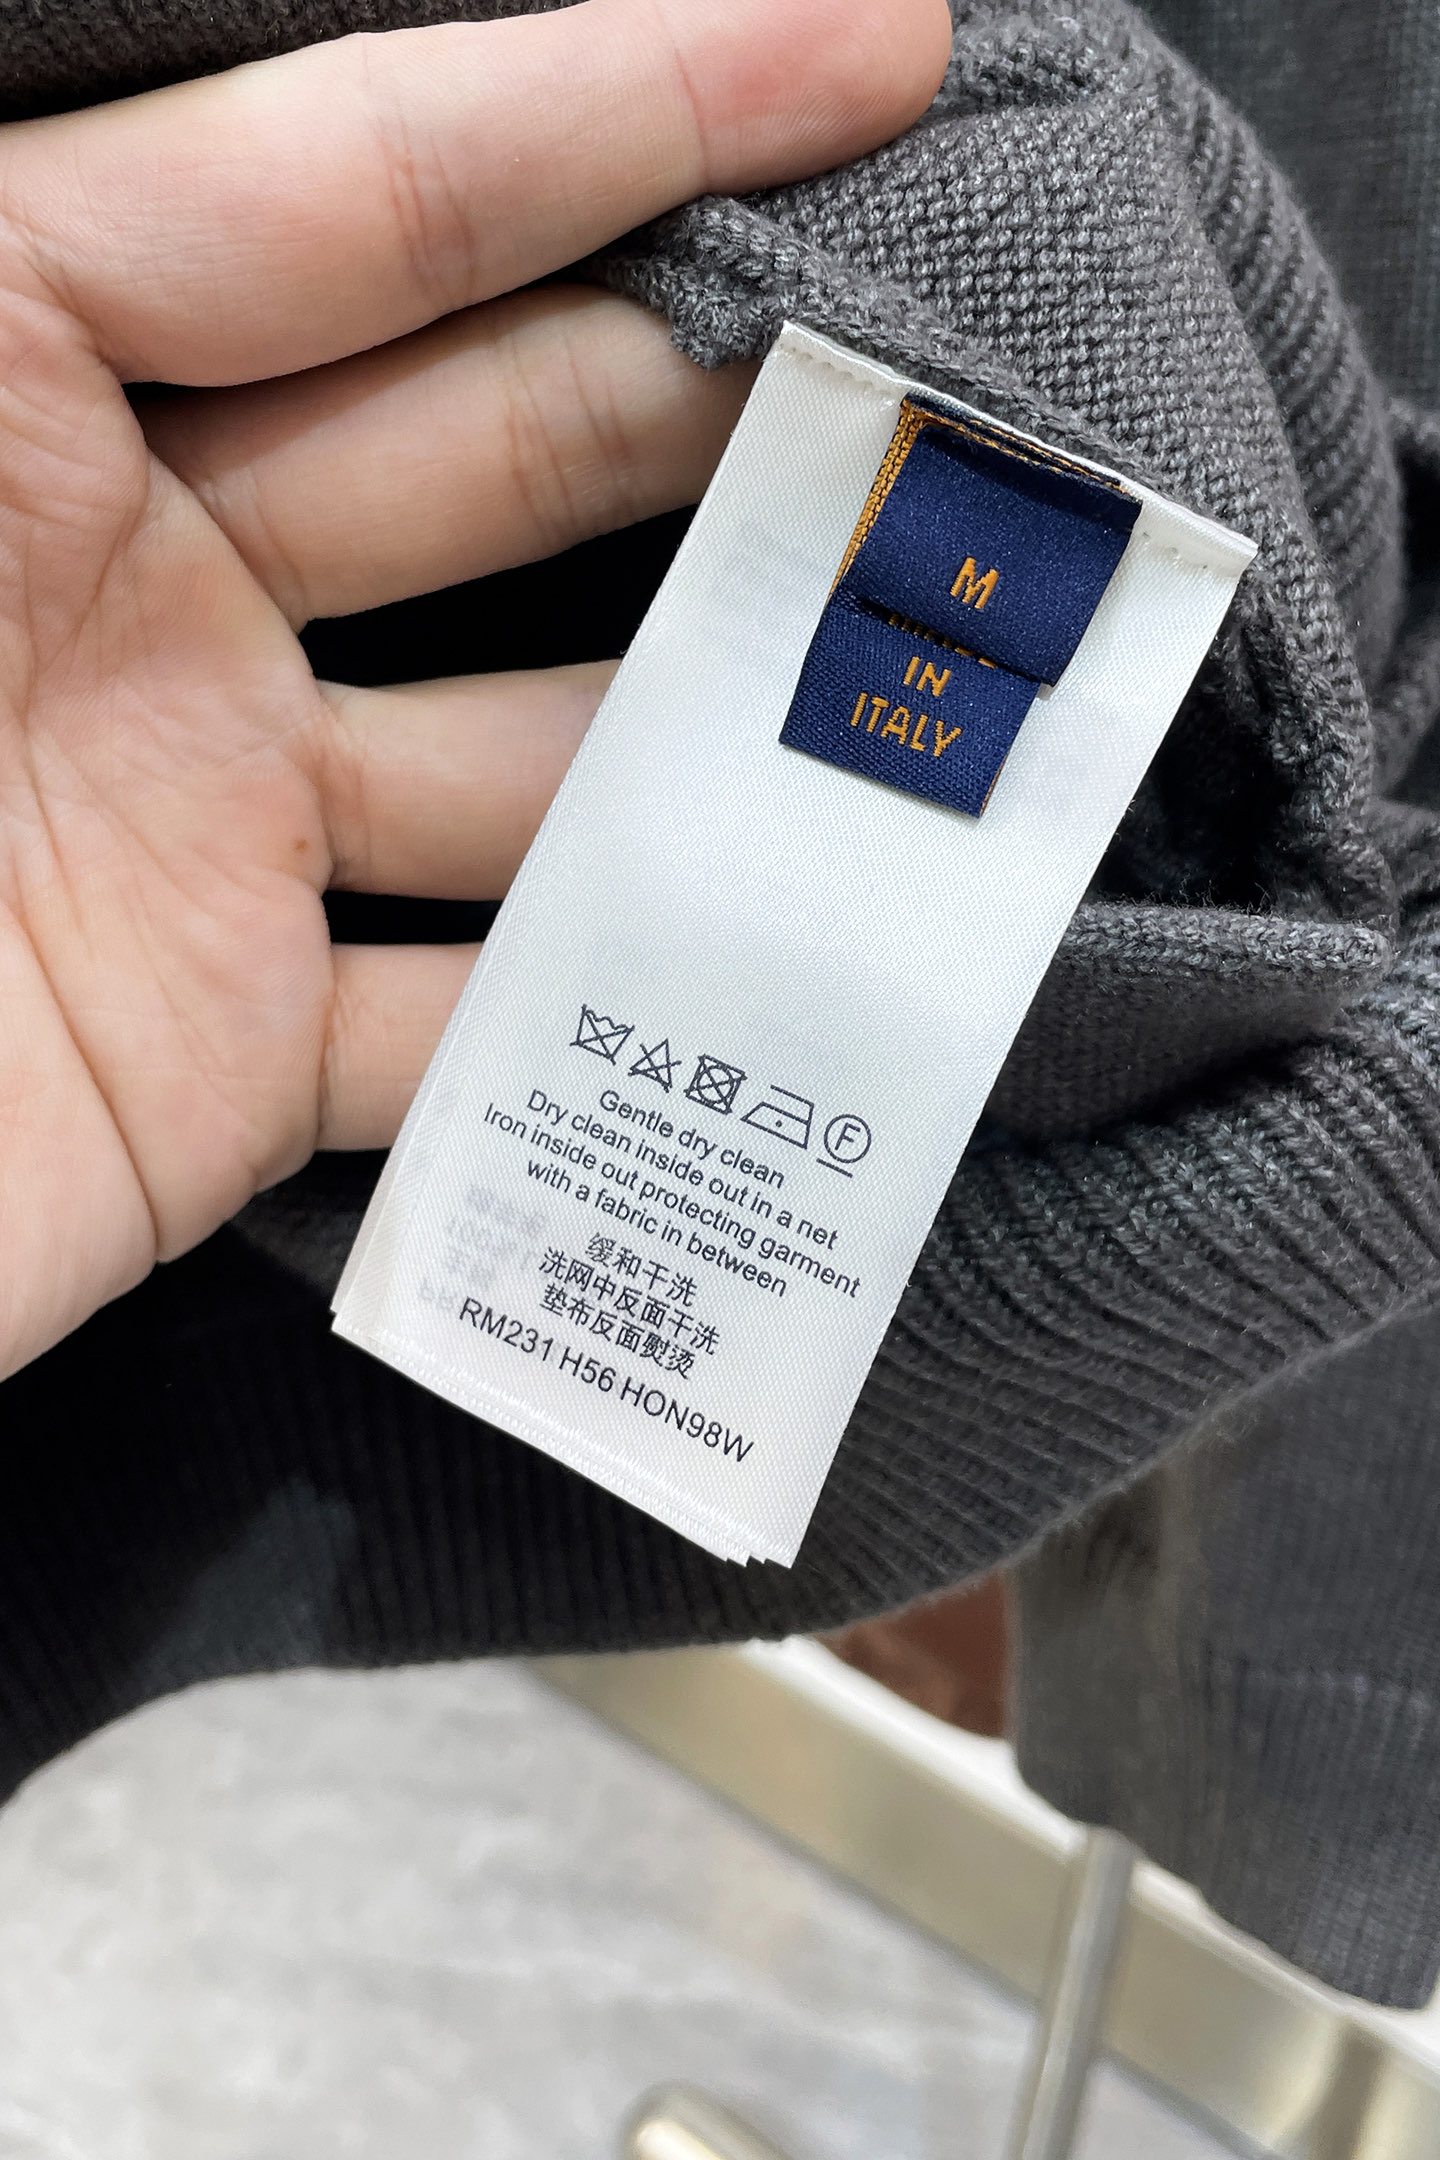 M
IN
ITALY
F
Gentle dry clean
Dry clean inside out in a net
Iron inside out protecting garment
with a fabric in between
缓和干洗
洗网中反面干洗
垫布反面熨烫
RM231 H56 HON98W